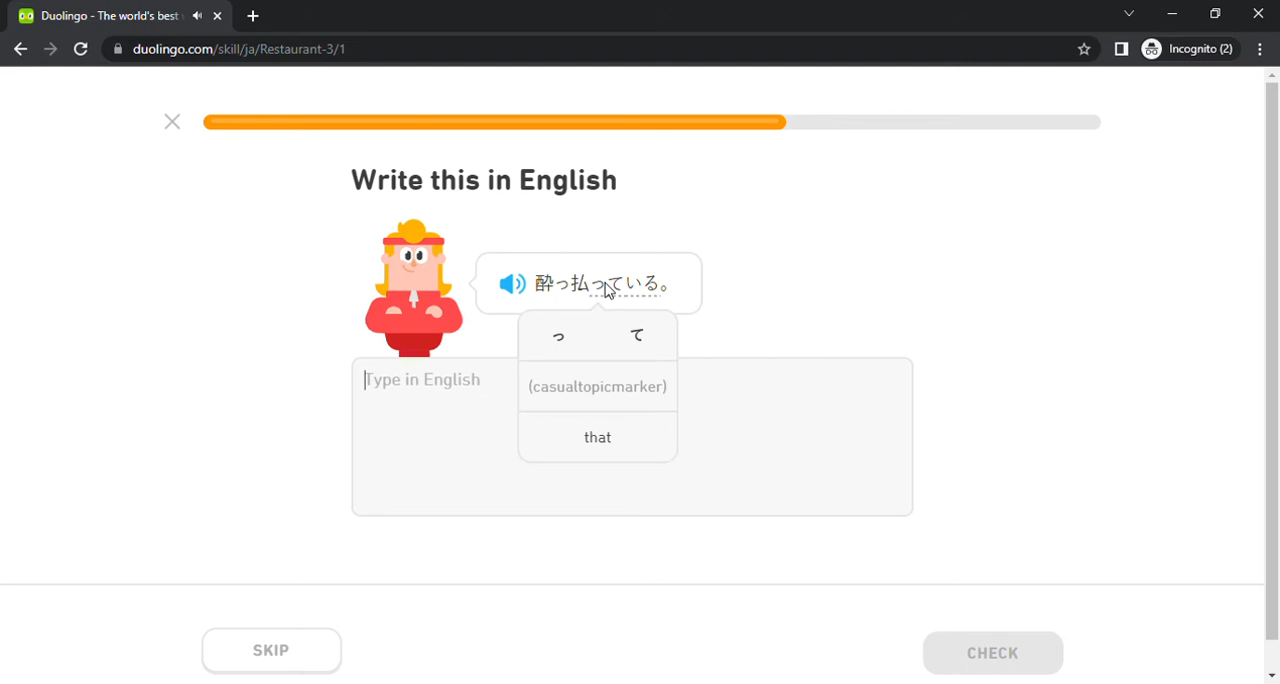 Duolingo - The world's best
duolingo.com/skill/ja/Restaurant-3/1
Incognito (2)
Write this in English
酔っ払っている。
っ て
(casualtopicmarker)
that
Type in English
SKIP
CHECK